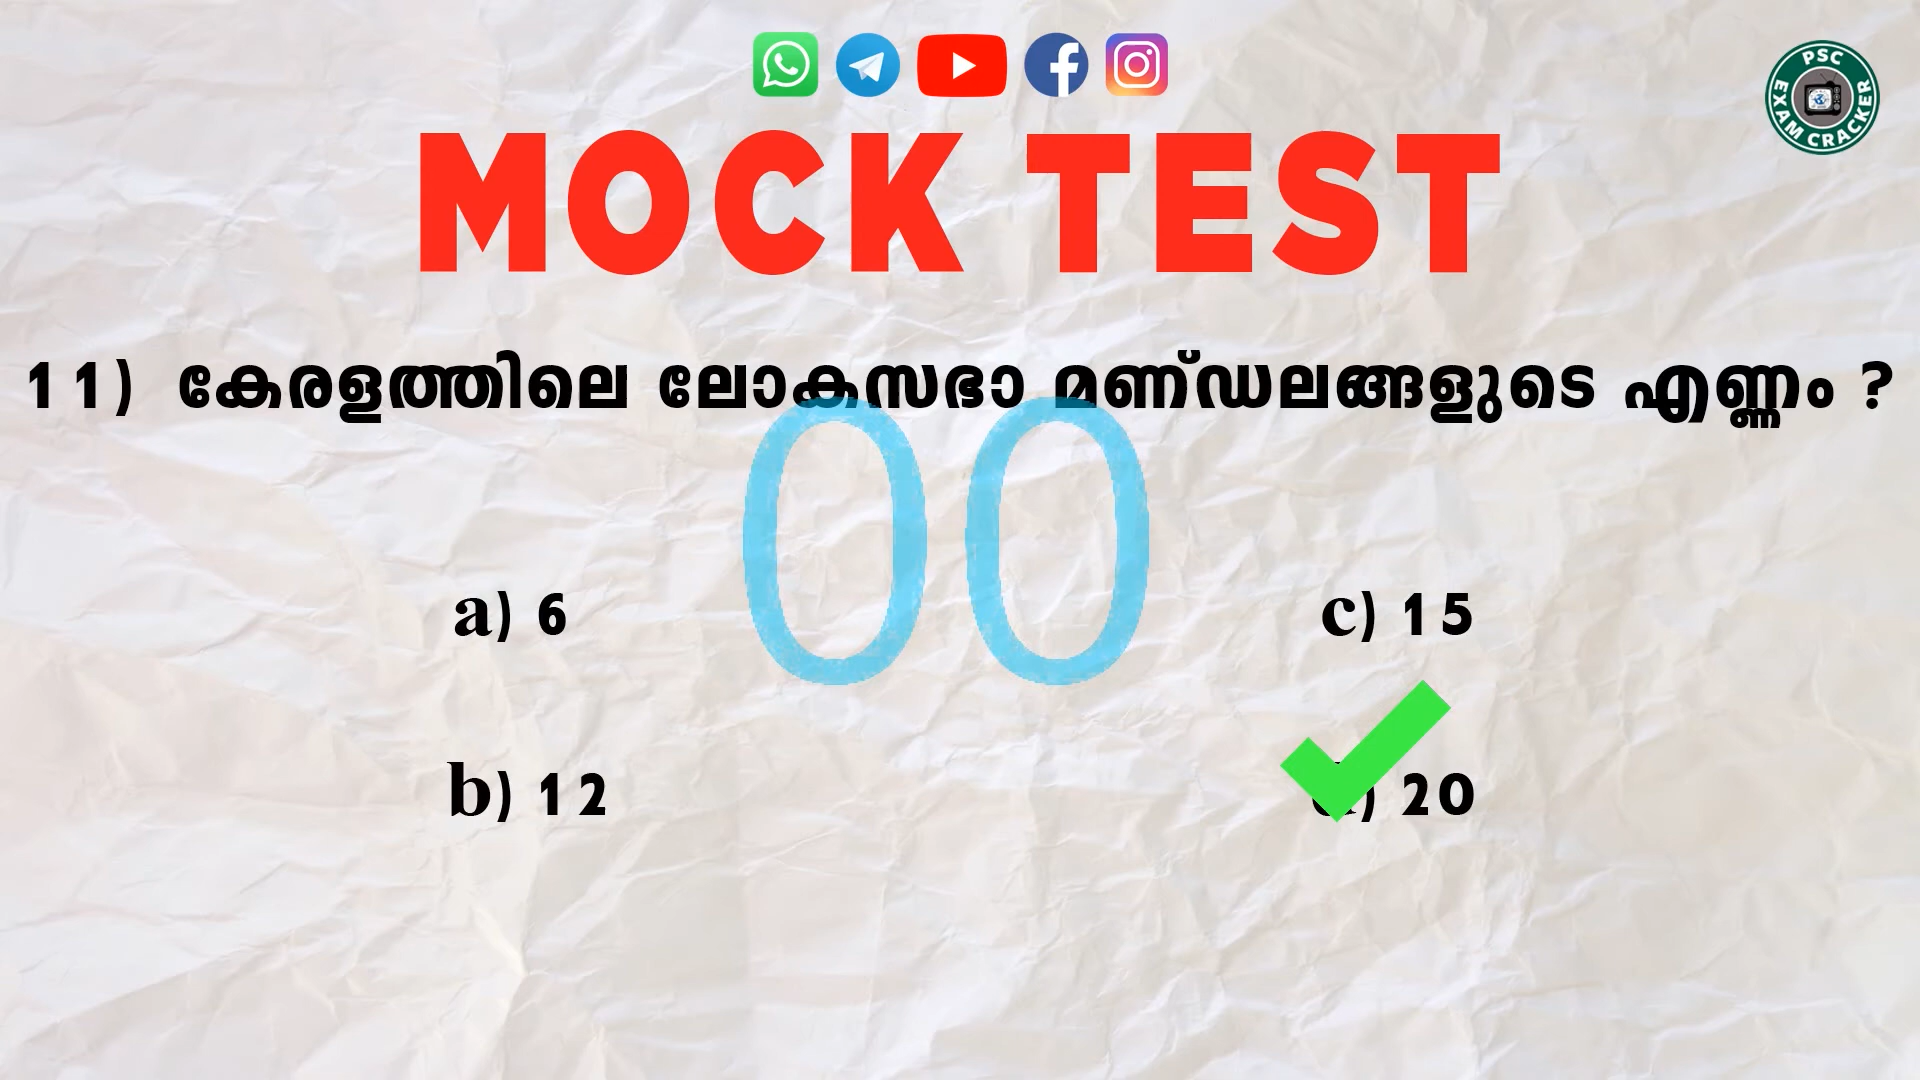 PSC
EXAM CRACKER
MOCK TEST
11) കേരളത്തിലെ ലോകസഭാ മണ്ഡലങ്ങളുടെ എണ്ണം ?
00
a) 6
c) 15
b) 12
d) 20